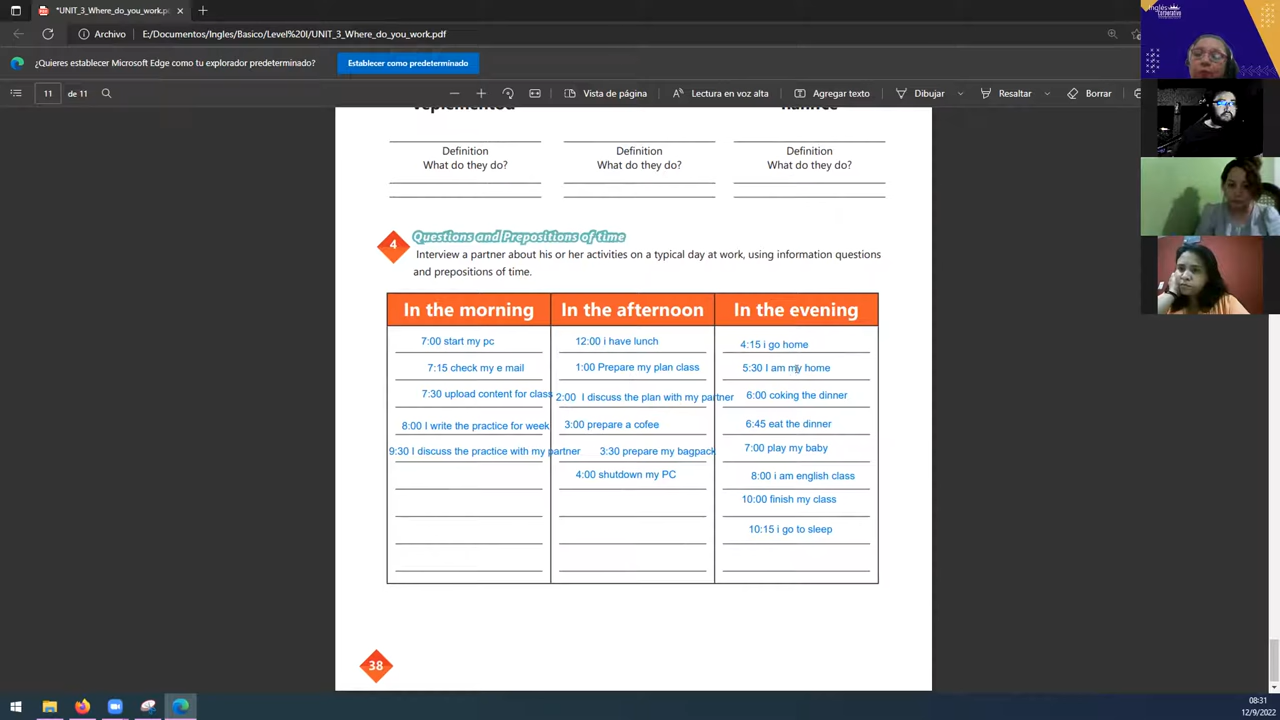 *UNIT_3_Where_do_you_work.p
Archivo
E:/Documentos/Ingles/Basico/Level%20I/UNIT_3_Where_do_you_work.pdf
¿Quieres establecer Microsoft Edge como tu explorador predeterminado?
Establecer como predeterminado
11 de 11
Vista de página
Lectura en voz alta
Agregar texto
Dibujar
Resaltar
Borrar
Definition
What do they do?
Definition
What do they do?
Definition
What do they do?
4
Questions and Prepositions of time
Interview a partner about his or her activities on a typical day at work, using information questions
and prepositions of time.
In the morning
7:00 start my pc
7:15 check my e mail
7:30 upload content for class
8:00 I write the practice for week
9:30 I discuss the practice with my partner
In the afternoon
12:00 i have lunch
1:00 Prepare my plan class
2:00 I discuss the plan with my partner
3:00 prepare a cofee
3:30 prepare my bagpack
4:00 shutdown my PC
In the evening
4:15 i go home
5:30 I am my home
6:00 coking the dinner
6:45 eat the dinner
7:00 play my baby
8:00 i am english class
10:00 finish my class
10:15 i go to sleep
38
Inglés
corporativo
08:31
12/9/2022